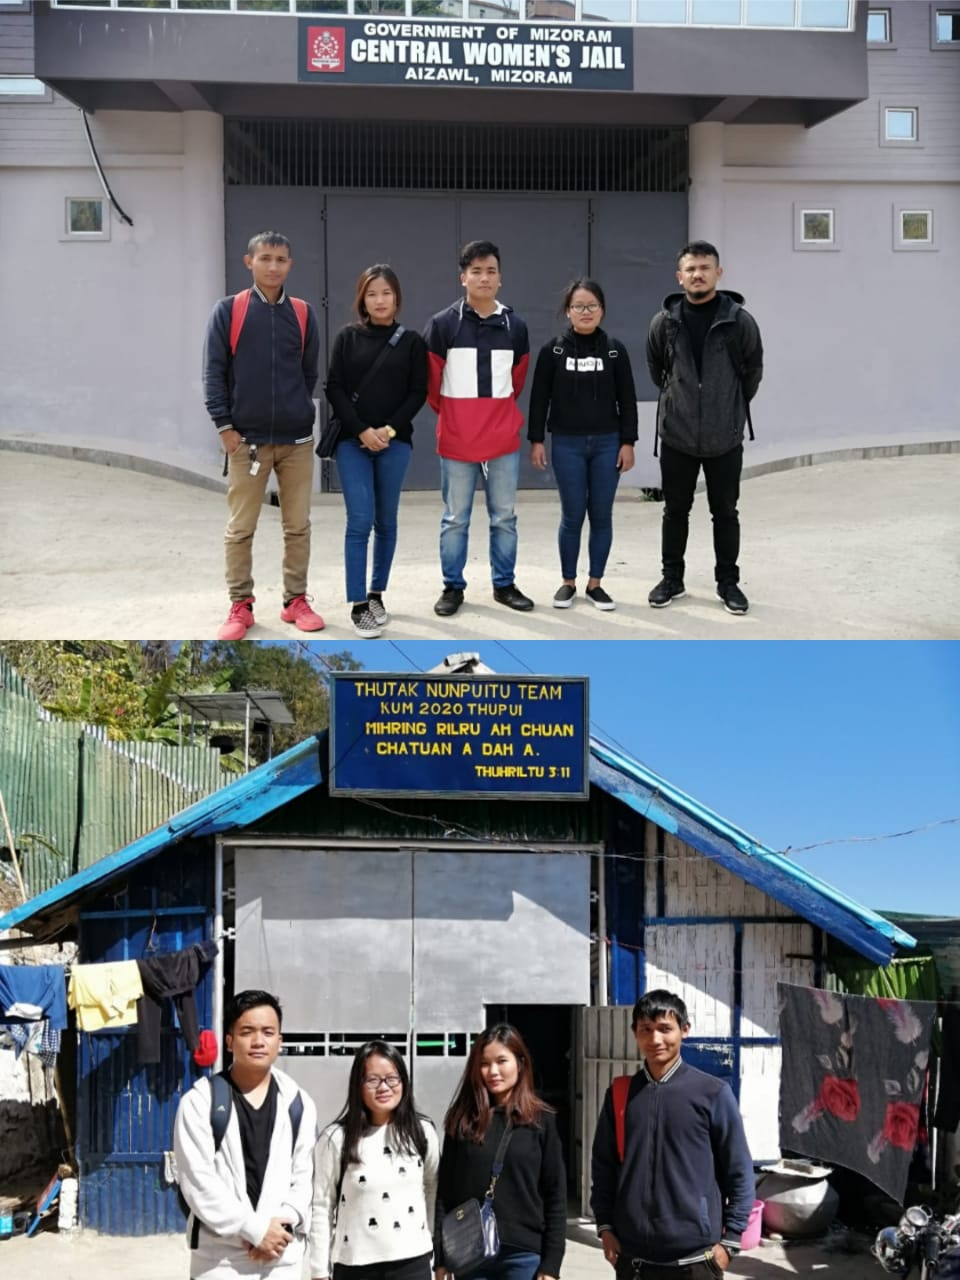 GOVERNMENT OF MIZORAM
CENTRAL WOMEN'S JAIL
AIZAWL, MIZORAM
THUTAK NUNPUITU TEAM
KUM 2020 THUPUI
MIHRING RILRU AH CHUAN
CHATUAN A DAH A.
THUHRILTU 3:11